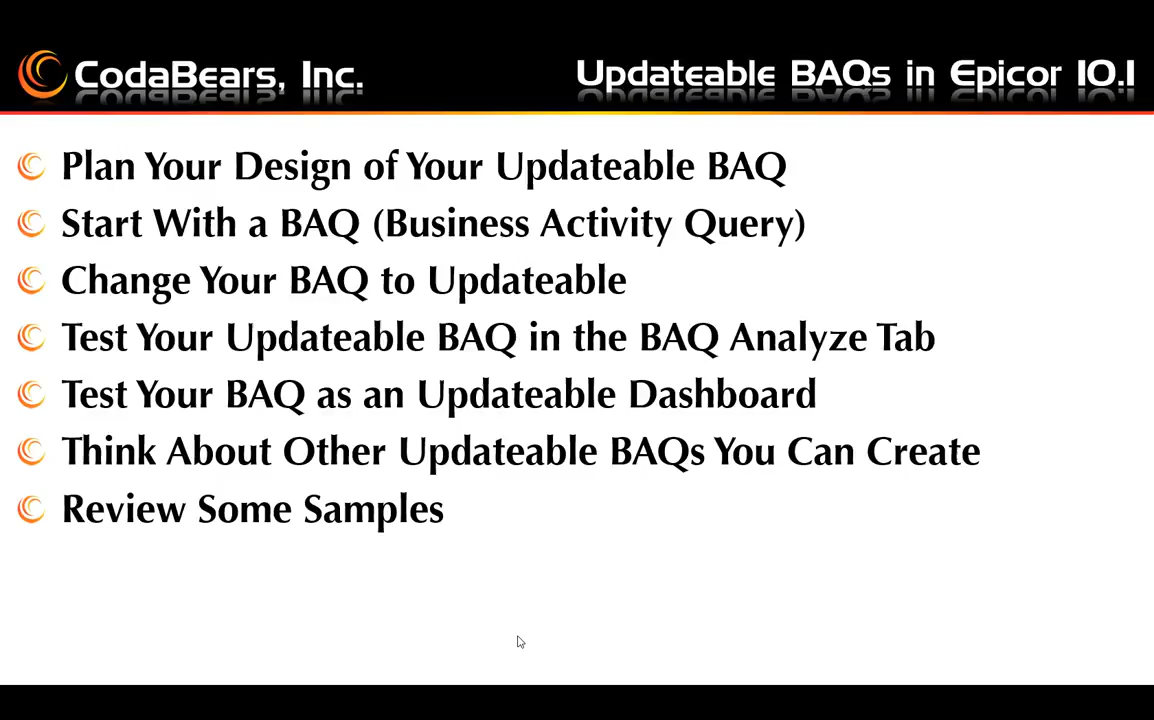 CodaBears, Inc.
Updateable BAQs in Epicor 10.1
Plan Your Design of Your Updateable BAQ
Start With a BAQ (Business Activity Query)
Change Your BAQ to Updateable
Test Your Updateable BAQ in the BAQ Analyze Tab
Test Your BAQ as an Updateable Dashboard
Think About Other Updateable BAQs You Can Create
Review Some Samples